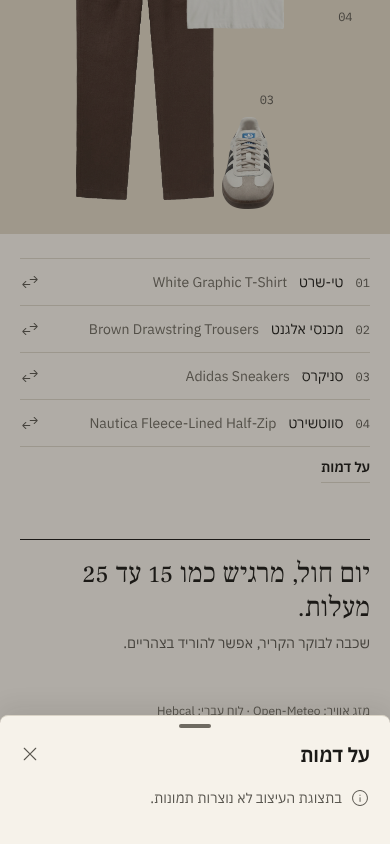 04
03
01 טי-שרט White Graphic T-Shirt
02 מכנסי אלגנט Brown Drawstring Trousers
03 סניקרס Adidas Sneakers
04 סווטשירט Nautica Fleece-Lined Half-Zip
על דמות
יום חול, מרגיש כמו 15 עד 25
מעלות.
שכבה לבוקר הקריר, אפשר להוריד בצהריים.
מזג אוויר: Open-Meteo · לוח עברי: Hebcal
על דמות
בתצוגת העיצוב לא נוצרות תמונות.